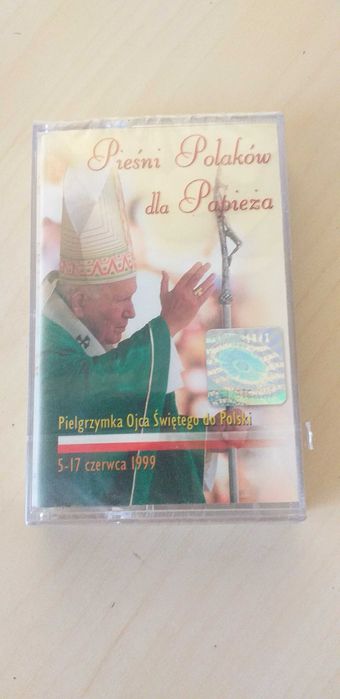 Pieśni Polaków
dla Papieża
Pielgrzymka Ojca Świętego do Polski
5-17 czerwca 1999